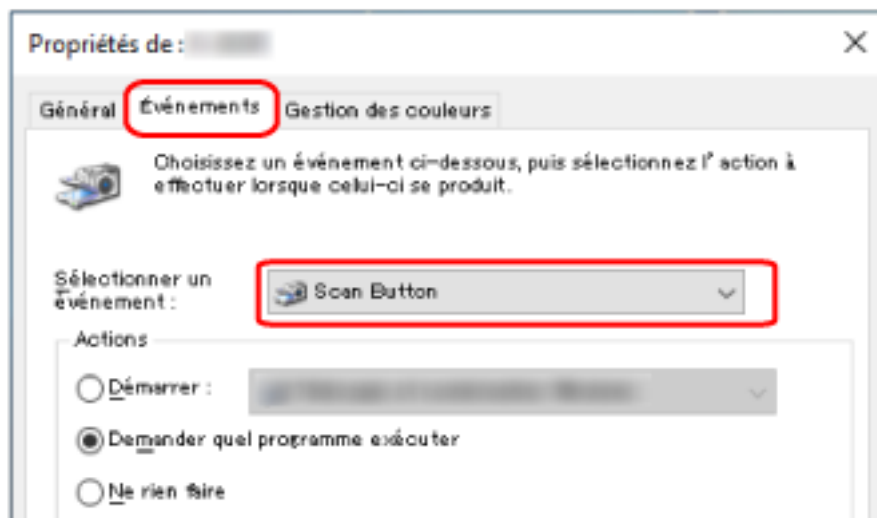 Propriétés de :
Général Événements Gestion des couleurs
Choisissez un événement ci-dessous, puis sélectionnez l'action à
effectuer lorsque celui-ci se produit.
Sélectionner un
événement :
Scan Button
Actions
Démarrer :
Demander quel programme exécuter
Ne rien faire